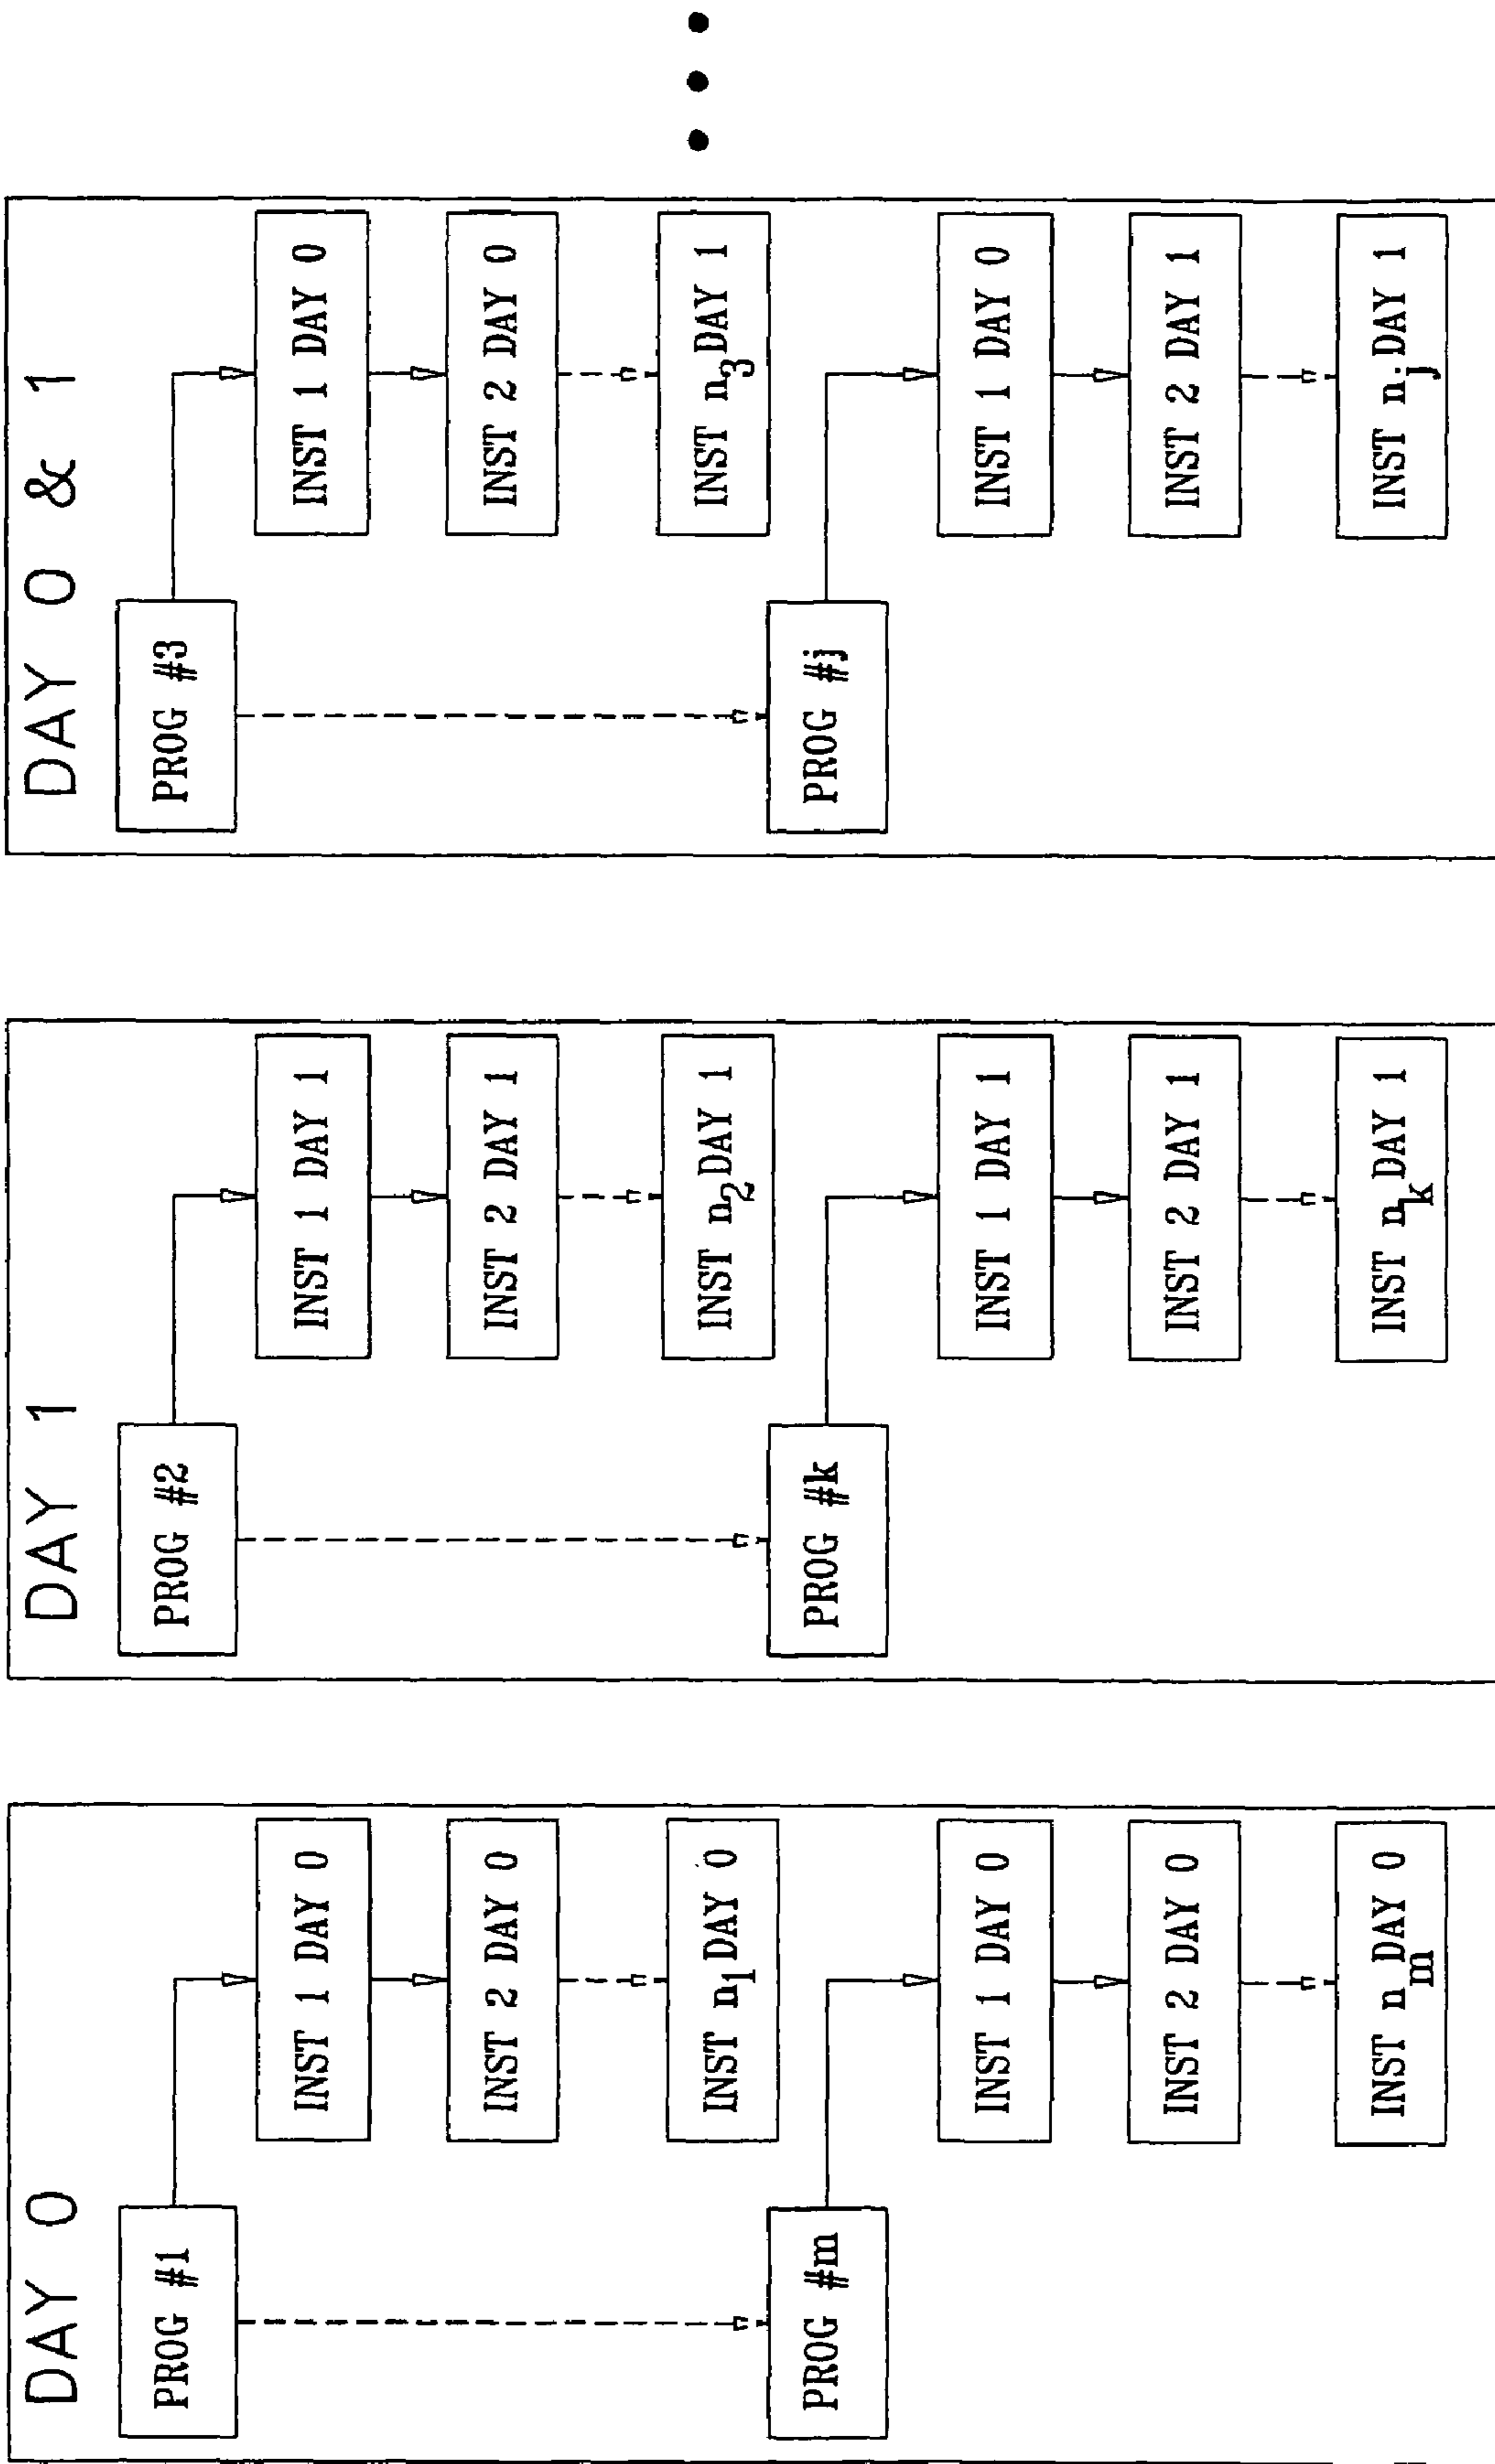 DAY 0
PROG #1
INST 1 DAY 0
INST 2 DAY 0
INST n1 DAY 0
PROG #m
INST 1 DAY 0
INST 2 DAY 0
INST nm DAY 0
DAY 1
PROG #2
INST 1 DAY 1
INST 2 DAY 1
INST n2 DAY 1
PROG #k
INST 1 DAY 1
INST 2 DAY 1
INST nk DAY 1
DAY 0 & 1
PROG #3
INST 1 DAY 0
INST 2 DAY 0
INST n3 DAY 1
PROG #j
INST 1 DAY 0
INST 2 DAY 1
INST nj DAY 1